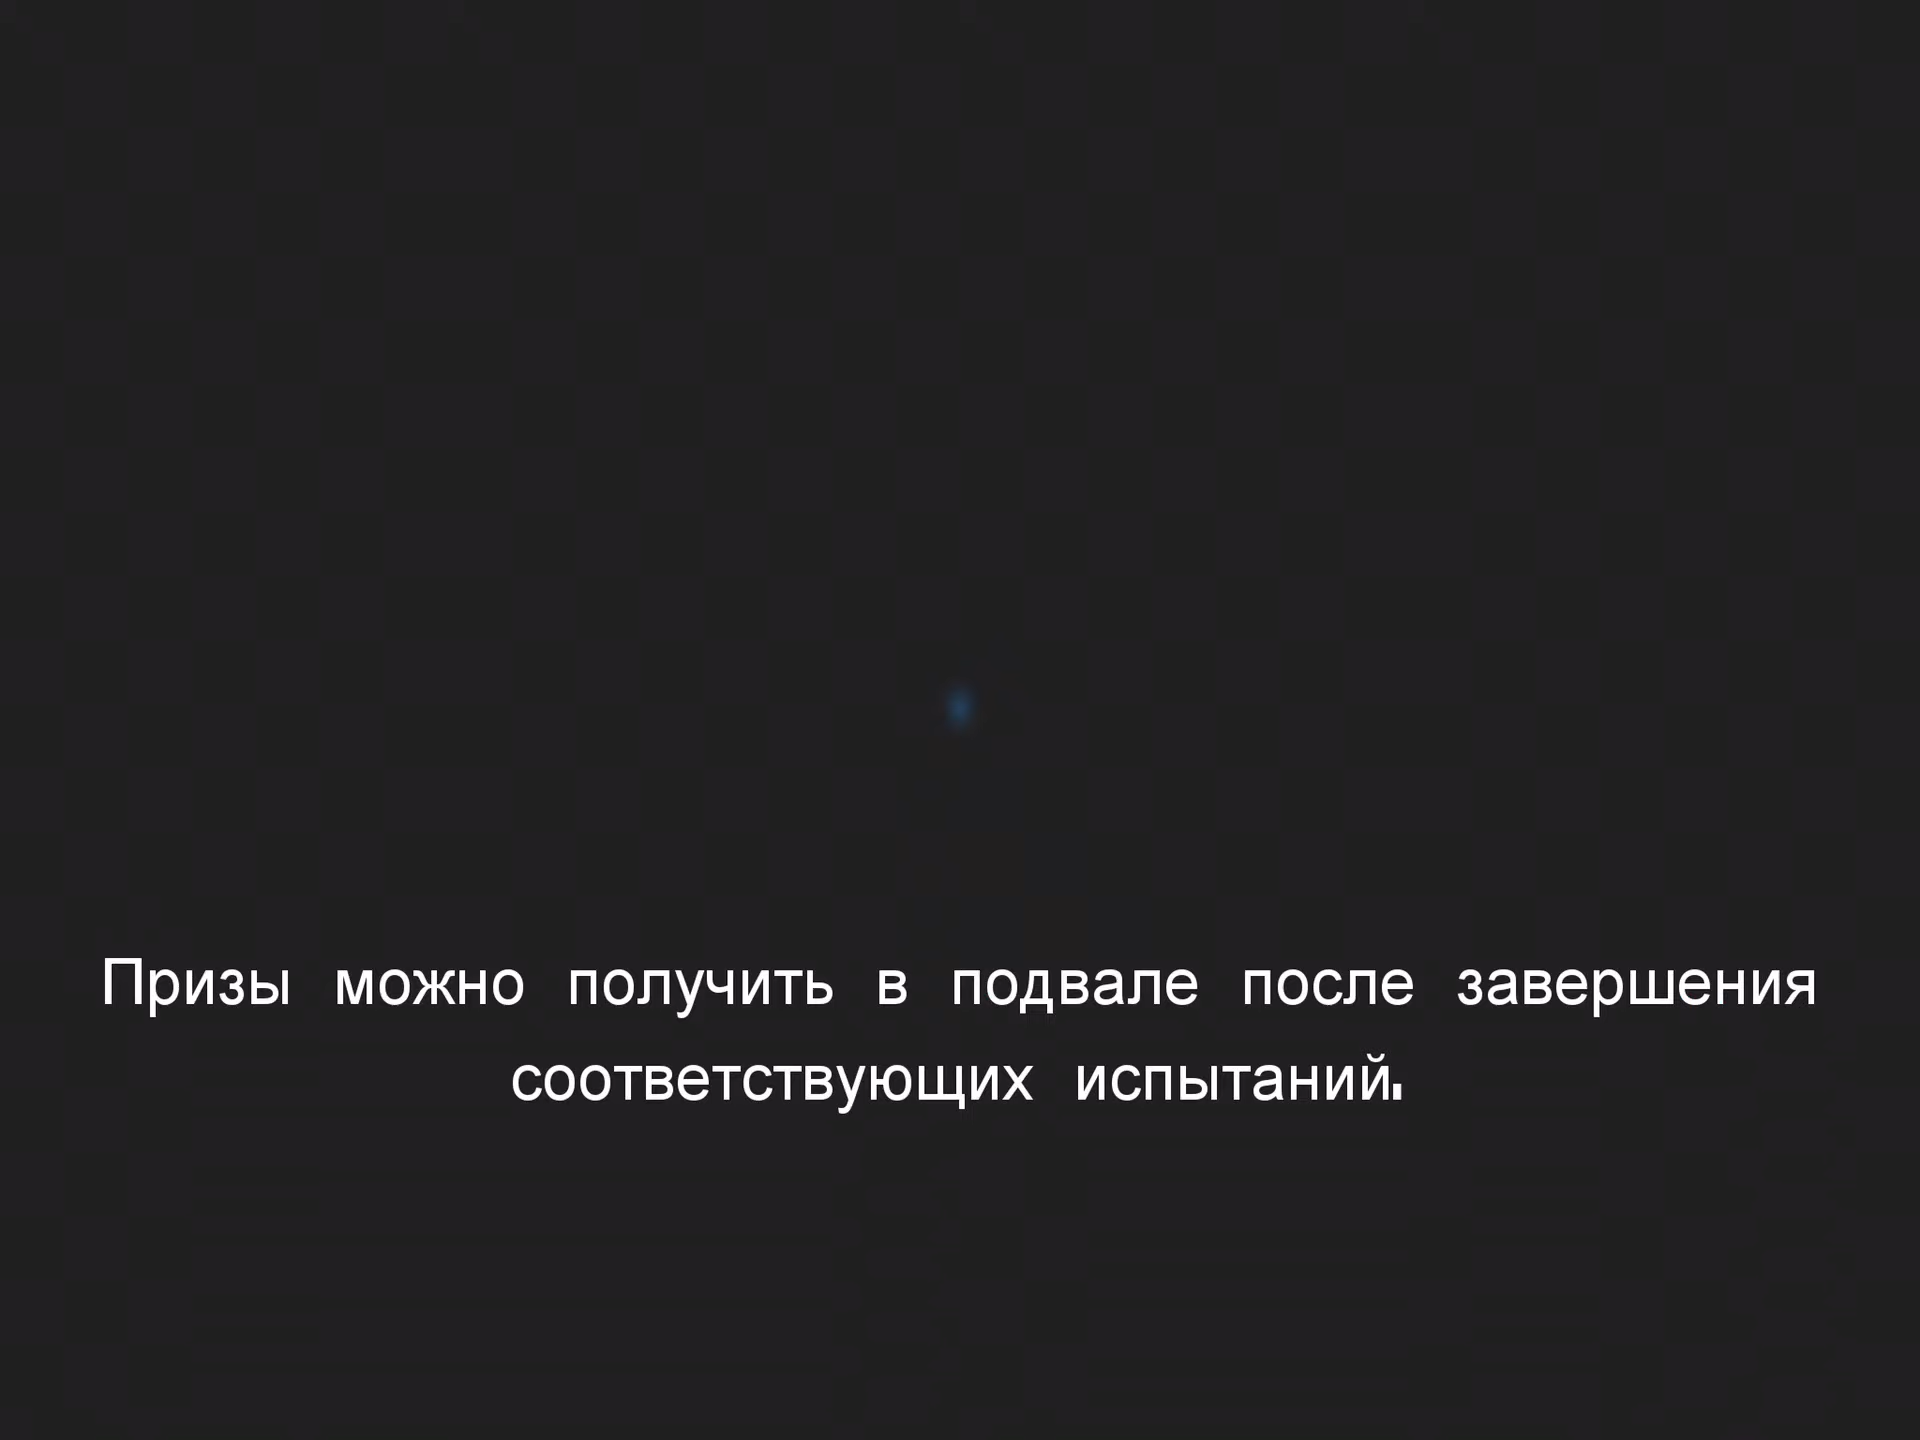 Призы можно получить в подвале после завершения
соответствующих испытаний.